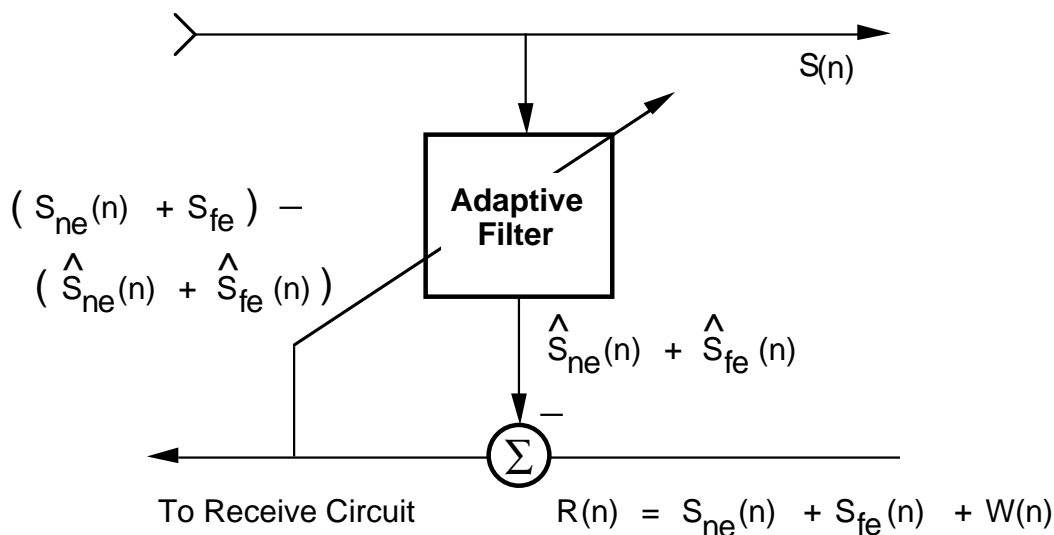 S(n)
( S_ne(n) + S_fe ) −
( Ŝ_ne(n) + Ŝ_fe (n) )
Adaptive
Filter
Ŝ_ne(n) + Ŝ_fe (n)
−
Σ
To Receive Circuit
R(n) = S_ne(n) + S_fe(n) + W(n)